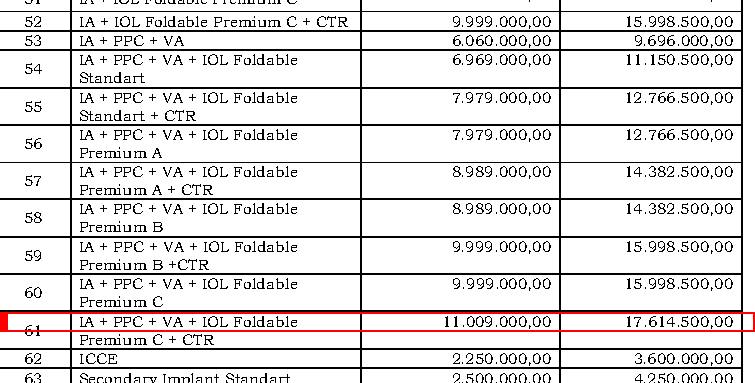 52 IA + IOL Foldable Premium C + CTR 9.999.000,00 15.998.500,00
53 IA + PPC + VA 6.060.000,00 9.696.000,00
54 IA + PPC + VA + IOL Foldable 6.969.000,00 11.150.500,00
Standart
55 IA + PPC + VA + IOL Foldable 7.979.000,00 12.766.500,00
Standart + CTR
56 IA + PPC + VA + IOL Foldable 7.979.000,00 12.766.500,00
Premium A
57 IA + PPC + VA + IOL Foldable 8.989.000,00 14.382.500,00
Premium A + CTR
58 IA + PPC + VA + IOL Foldable 8.989.000,00 14.382.500,00
Premium B
59 IA + PPC + VA + IOL Foldable 9.999.000,00 15.998.500,00
Premium B +CTR
60 IA + PPC + VA + IOL Foldable 9.999.000,00 15.998.500,00
Premium C
61 IA + PPC + VA + IOL Foldable 11.009.000,00 17.614.500,00
Premium C + CTR
62 ICCE 2.250.000,00 3.600.000,00
63 Secondary Implant Standart 2.500.000,00 4.250.000,00